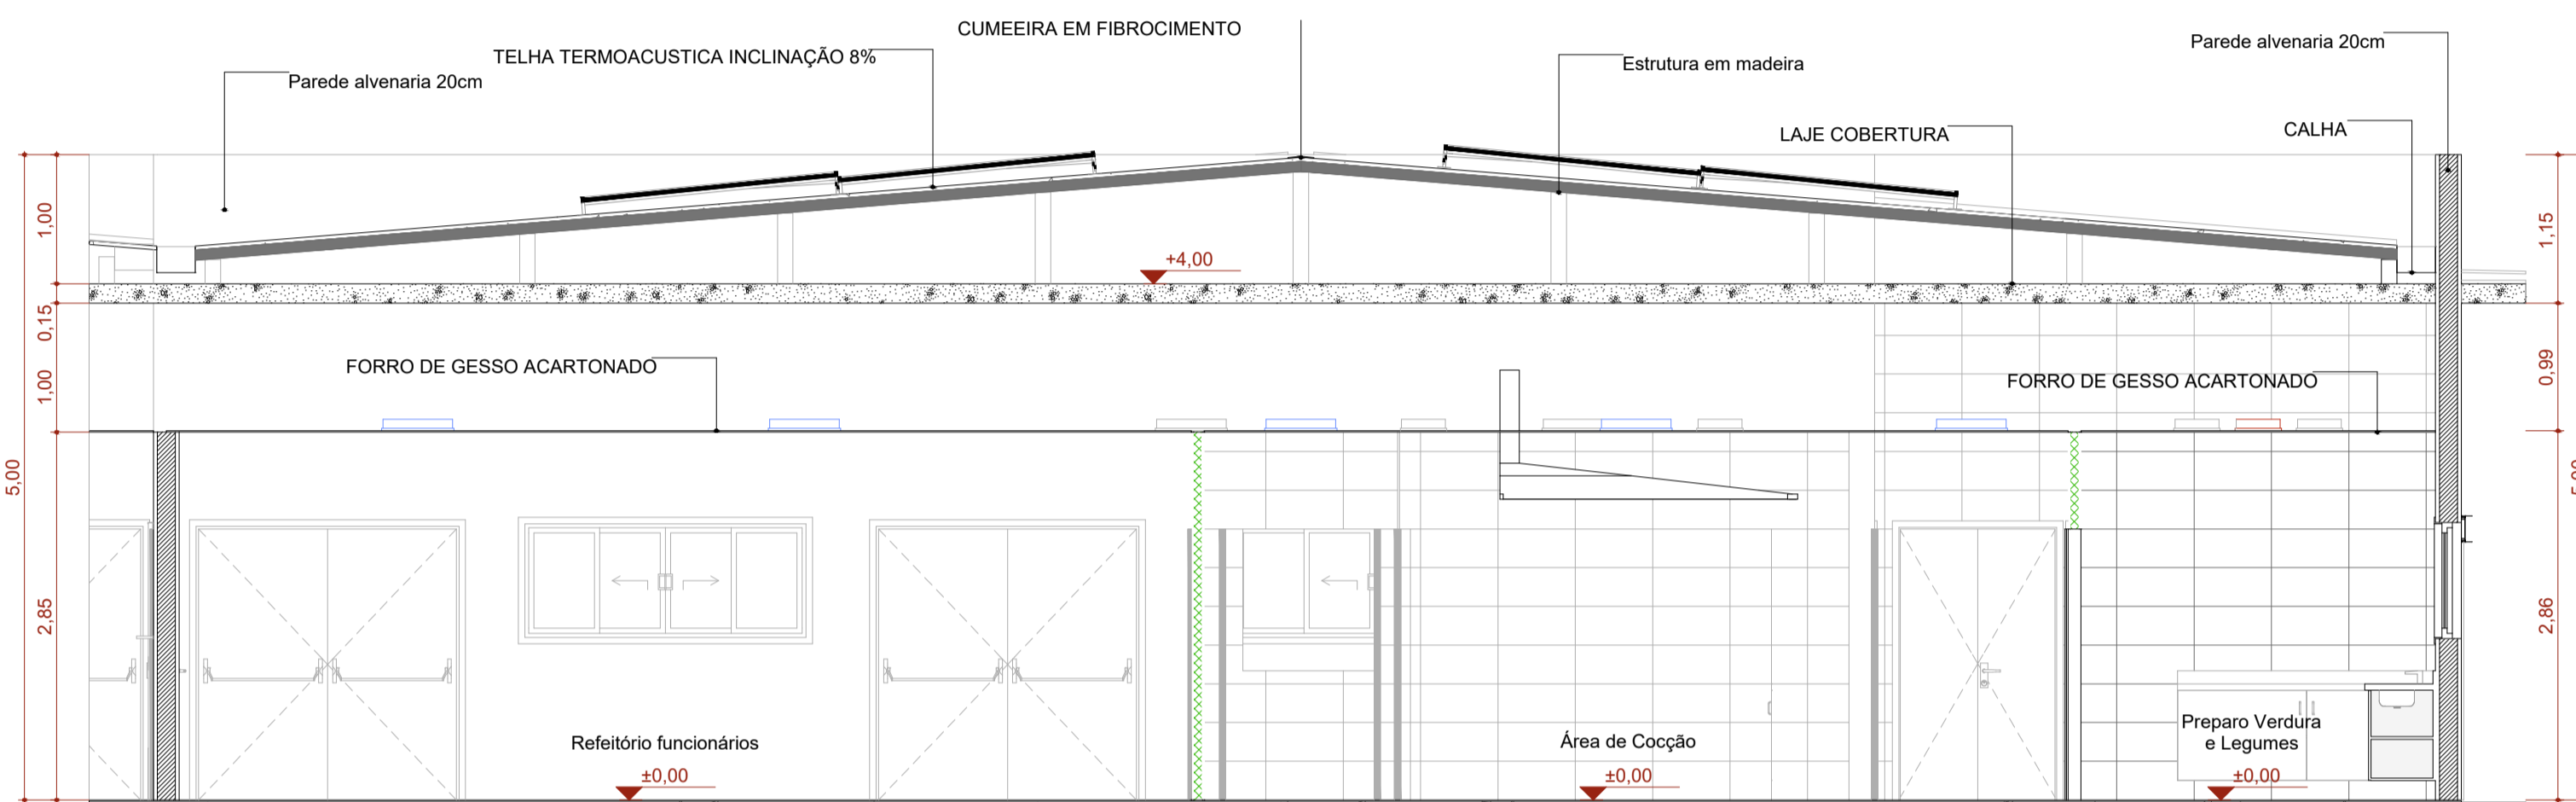 CUMEEIRA EM FIBROCIMENTO
TELHA TERMOACUSTICA INCLINAÇÃO 8%
Parede alvenaria 20cm
Estrutura em madeira
Parede alvenaria 20cm
LAJE COBERTURA
CALHA
1,00
1,15
+4,00
0,15
FORRO DE GESSO ACARTONADO
1,00
FORRO DE GESSO ACARTONADO
0,99
5,00
2,85
2,86
Refeitório funcionários
Área de Cocção
Preparo Verdura
e Legumes
±0,00
±0,00
±0,00